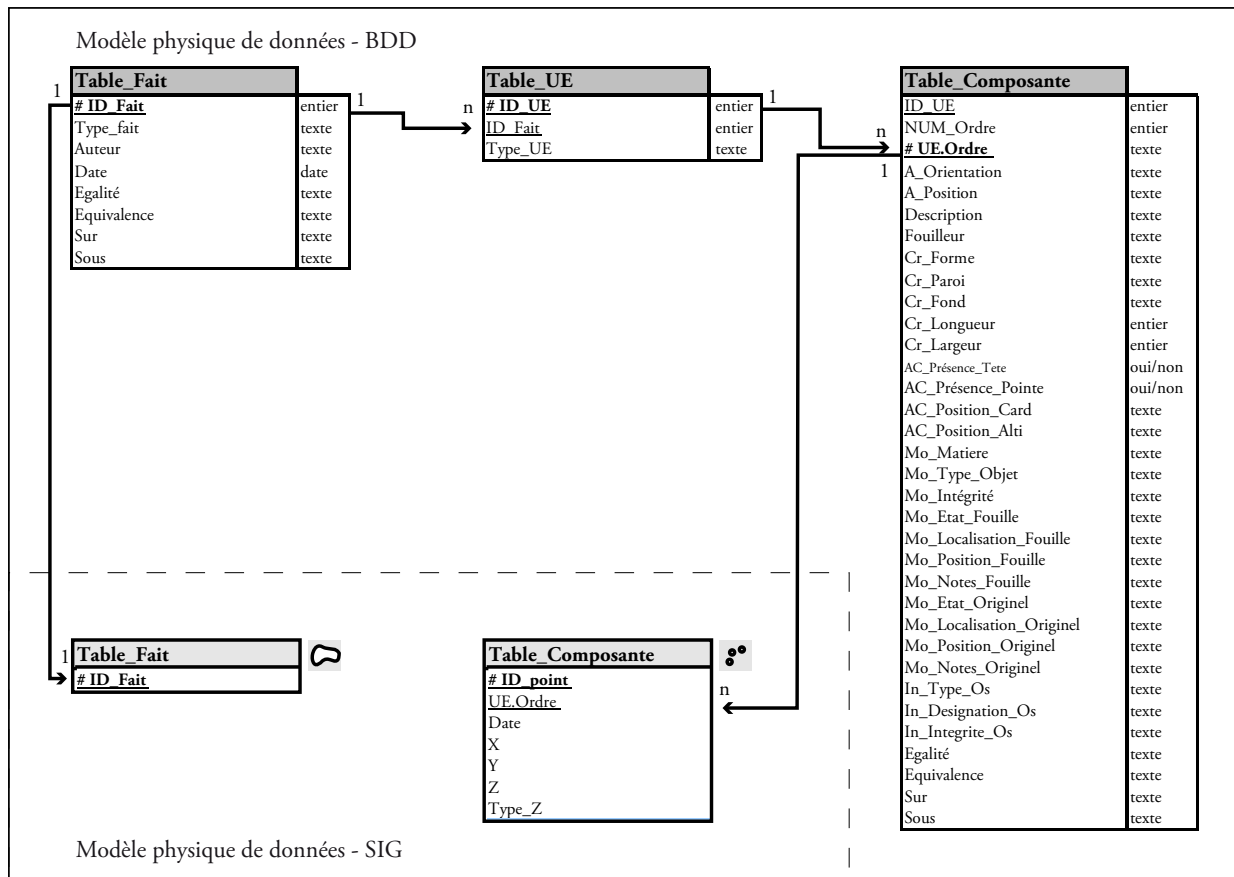 Modèle physique de données - BDD
Table_Fait
1
# ID_Fait entier 1
Type_fait texte
Auteur texte
Date date
Egalité texte
Equivalence texte
Sur texte
Sous texte
Table_UE
n # ID_UE entier 1
ID_Fait entier
Type_UE texte
Table_Composante
ID_UE entier
n NUM_Ordre entier
# UE.Ordre texte
1 A_Orientation texte
A_Position texte
Description texte
Fouilleur texte
Cr_Forme texte
Cr_Paroi texte
Cr_Fond texte
Cr_Longueur entier
Cr_Largeur entier
AC_Présence_Tete oui/non
AC_Présence_Pointe oui/non
AC_Position_Card texte
AC_Position_Alti texte
Mo_Matiere texte
Mo_Type_Objet texte
Mo_Intégrité texte
Mo_Etat_Fouille texte
Mo_Localisation_Fouille texte
Mo_Position_Fouille texte
Mo_Notes_Fouille texte
Mo_Etat_Originel texte
Mo_Localisation_Originel texte
Mo_Position_Originel texte
Mo_Notes_Originel texte
In_Type_Os texte
In_Designation_Os texte
In_Integrite_Os texte
Egalité texte
Equivalence texte
Sur texte
Sous texte
1 Table_Fait
# ID_Fait
Table_Composante
# ID_point n
UE.Ordre
Date
X
Y
Z
Type_Z
Modèle physique de données - SIG